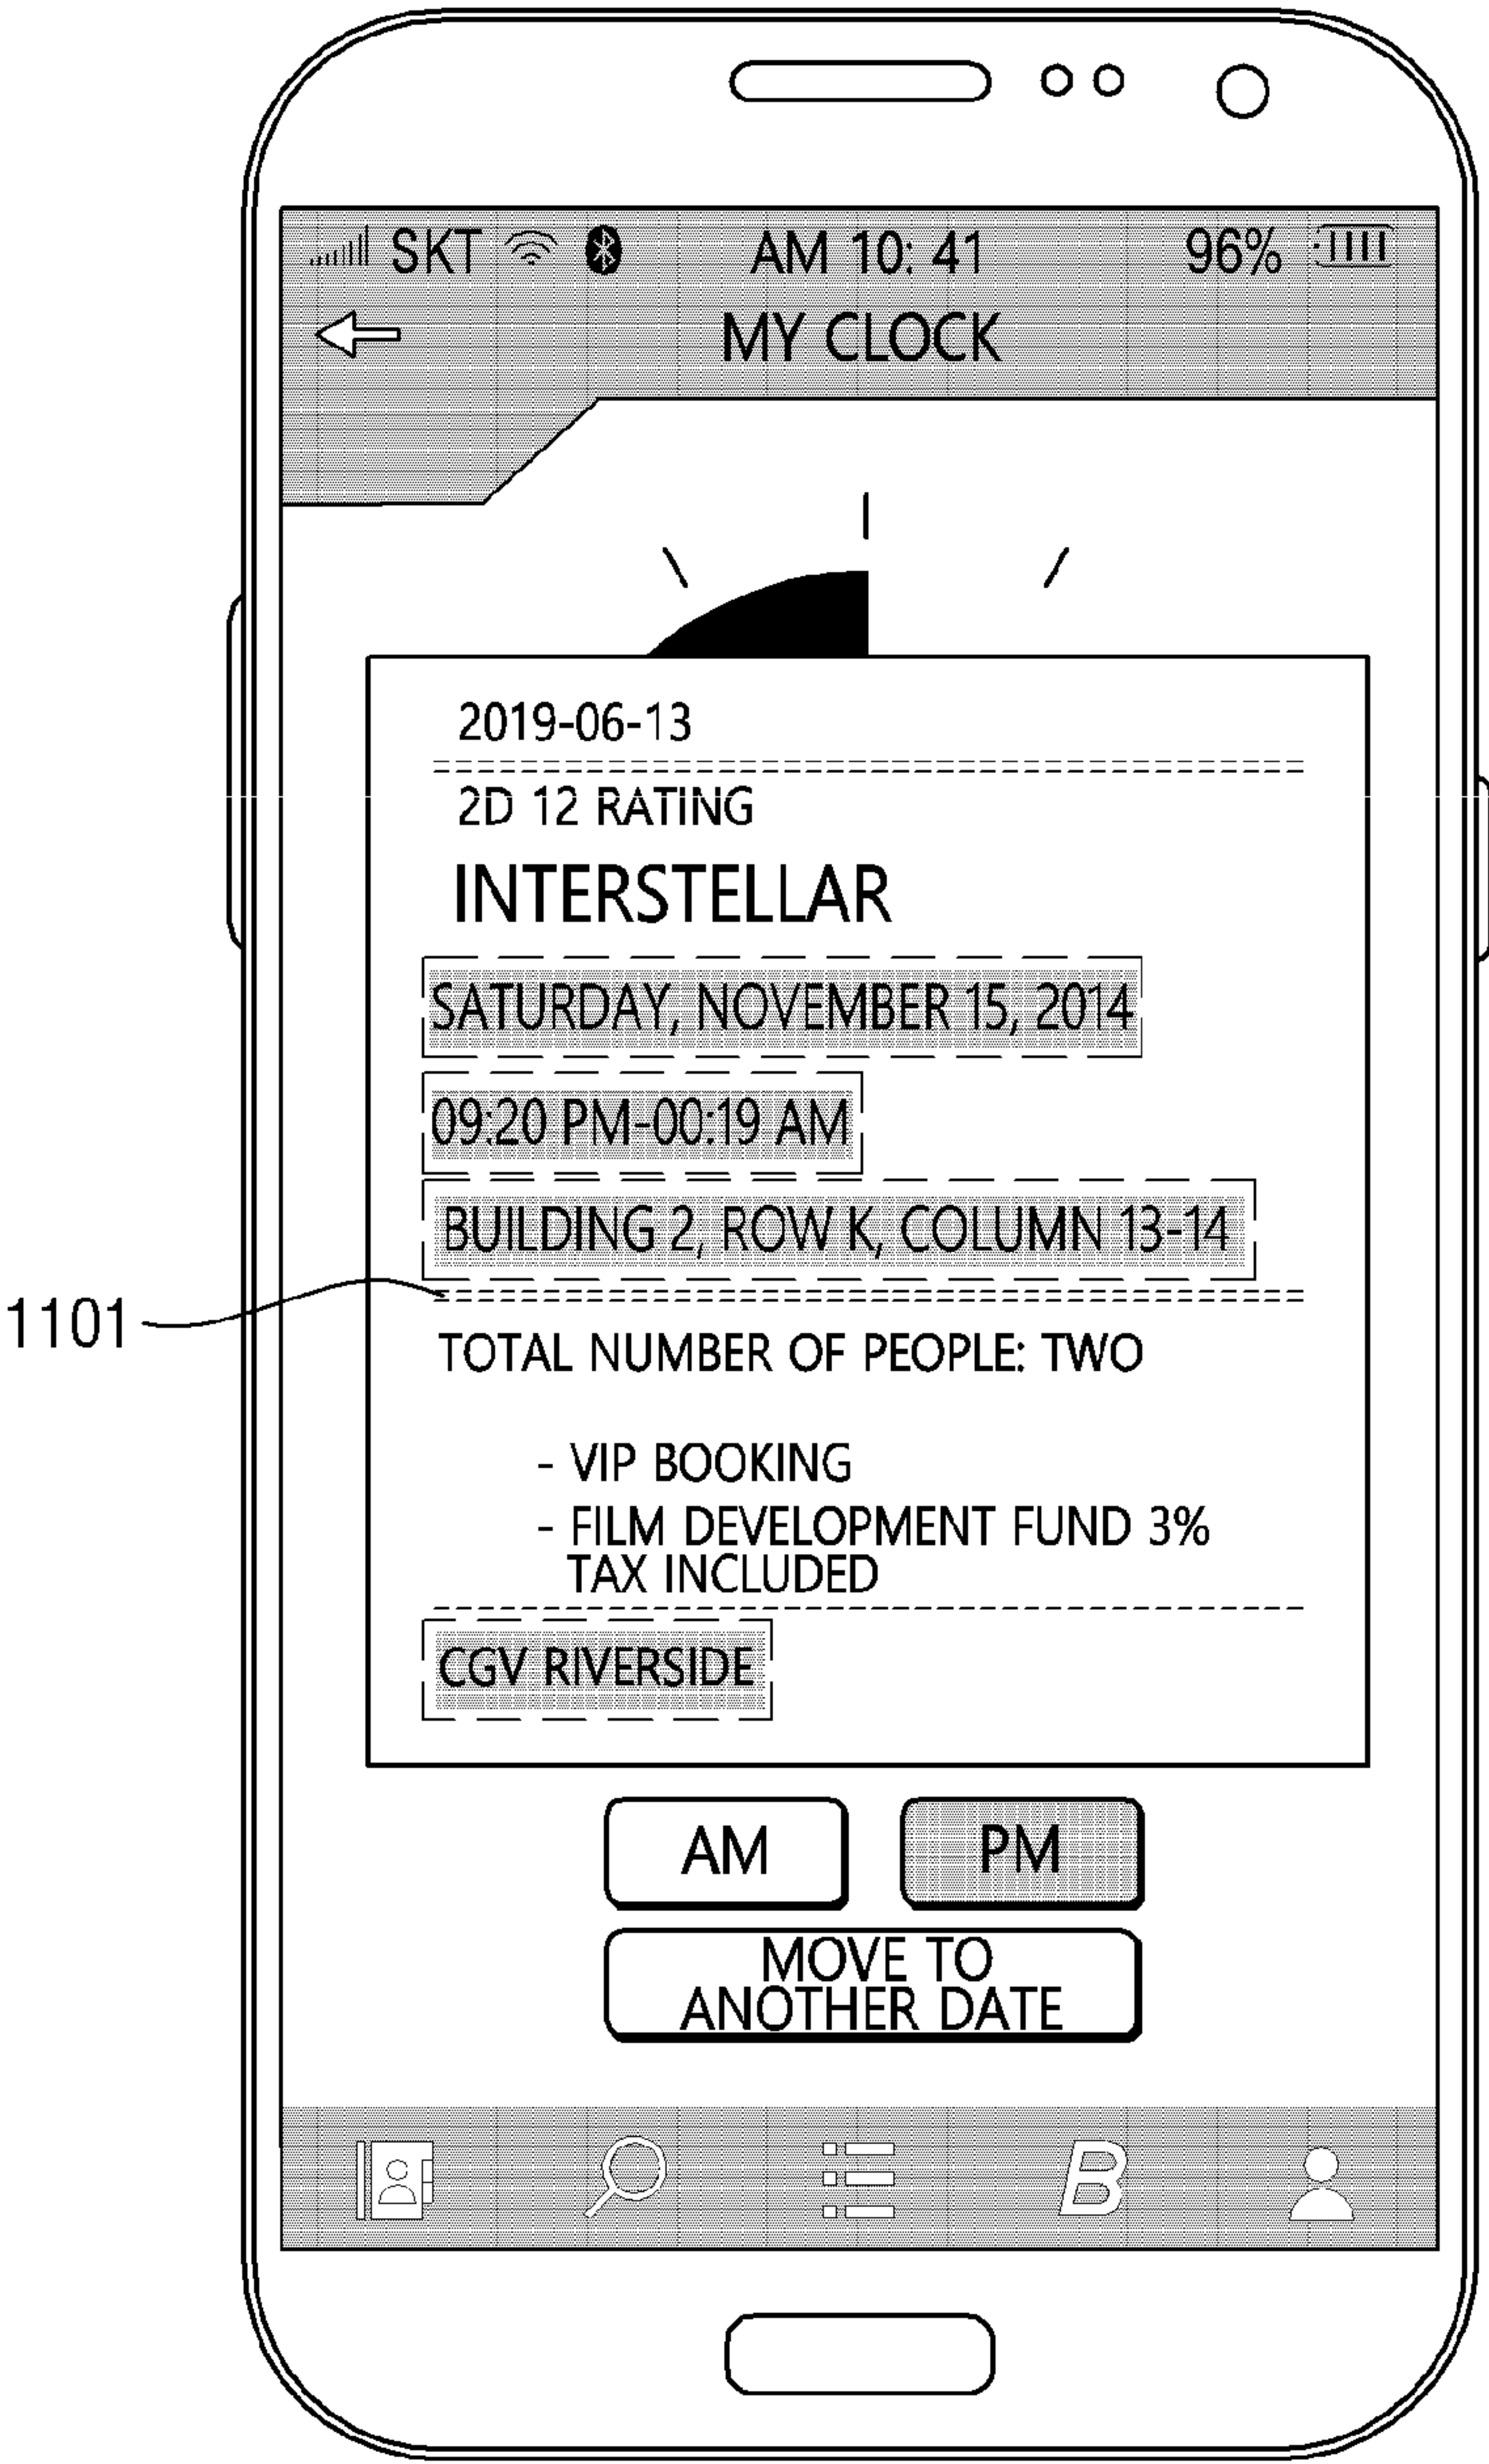 SKT AM 10: 41 96%
MY CLOCK
2019-06-13
2D 12 RATING
INTERSTELLAR
SATURDAY, NOVEMBER 15, 2014
09:20 PM-00:19 AM
BUILDING 2, ROW K, COLUMN 13-14
1101
TOTAL NUMBER OF PEOPLE: TWO
- VIP BOOKING
- FILM DEVELOPMENT FUND 3%
TAX INCLUDED
CGV RIVERSIDE
AM PM
MOVE TO
ANOTHER DATE
B